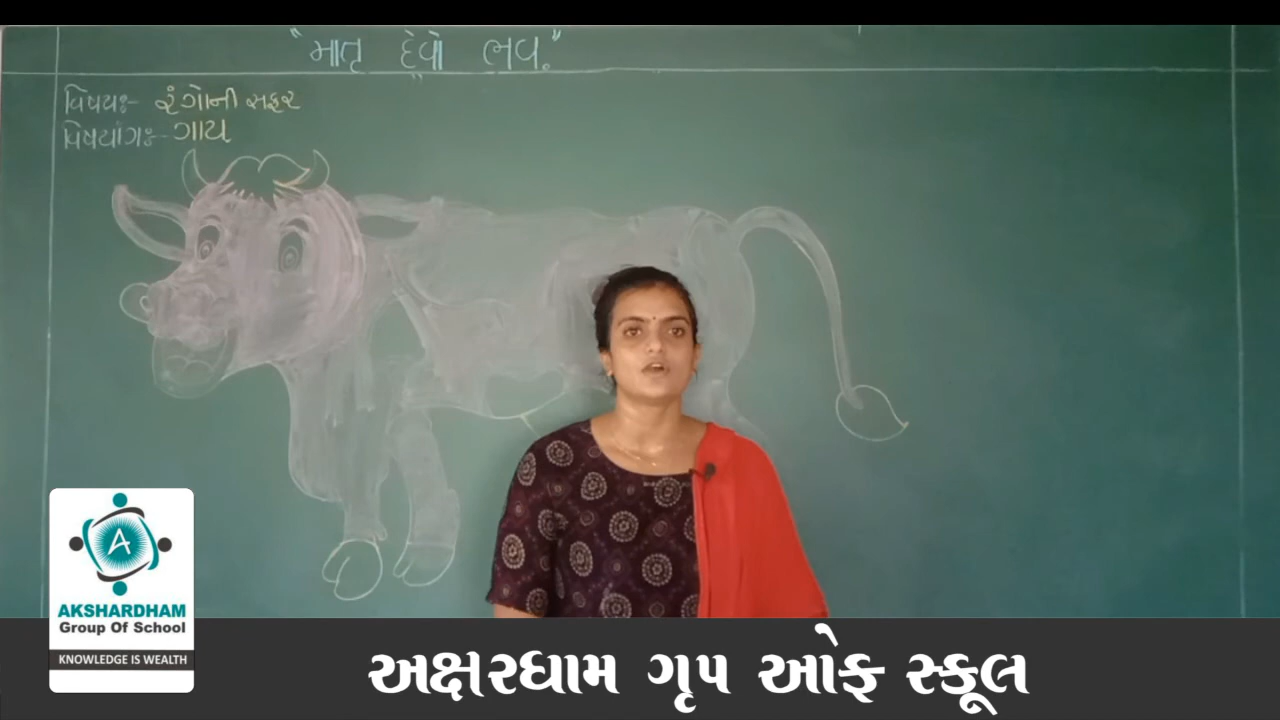 "માતૃ દેવો ભવ."
વિષયઃ- રંગોની સફર
વિષયાંગઃ- ગાય
A
AKSHARDHAM
Group Of School
KNOWLEDGE IS WEALTH
અક્ષરધામ ગૃપ ઓફ સ્કૂલ